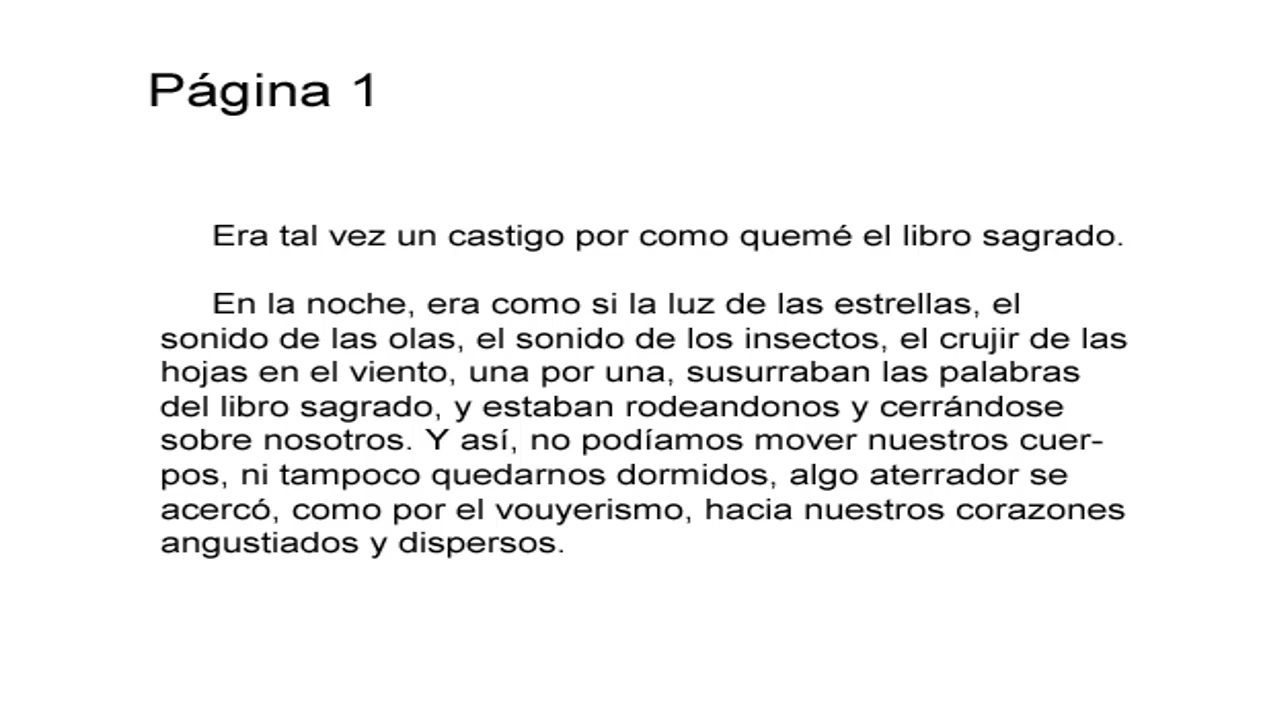 Página 1
Era tal vez un castigo por como quemé el libro sagrado.
En la noche, era como si la luz de las estrellas, el
sonido de las olas, el sonido de los insectos, el crujir de las
hojas en el viento, una por una, susurraban las palabras
del libro sagrado, y estaban rodeandonos y cerrándose
sobre nosotros. Y así, no podíamos mover nuestros cuer-
pos, ni tampoco quedarnos dormidos, algo aterrador se
acercó, como por el vouyerismo, hacia nuestros corazones
angustiados y dispersos.